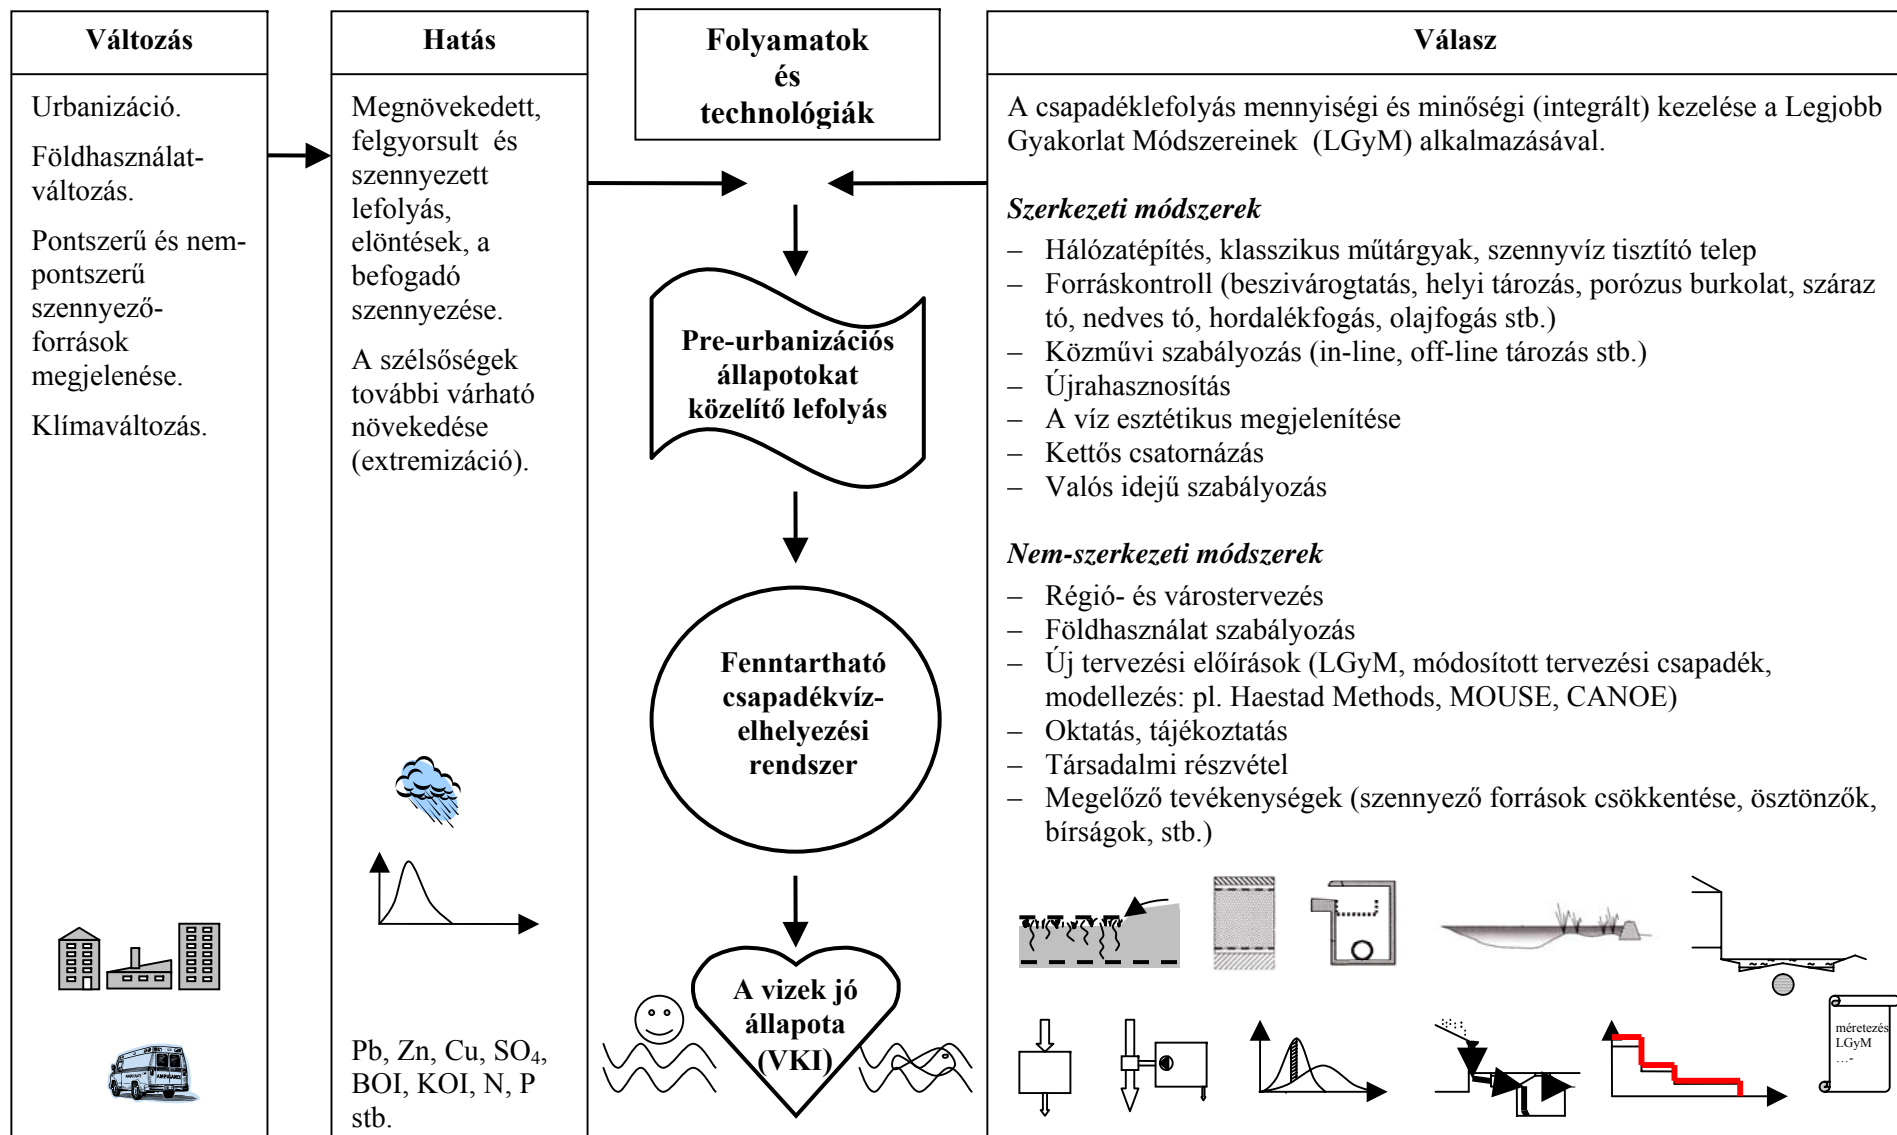 Változás
Urbanizáció.
Földhasználat-
változás.
Pontszerű és nem-
pontszerű
szennyező-
források
megjelenése.
Klímaváltozás.
Hatás
Megnövekedett,
felgyorsult és
szennyezett
lefolyás,
elöntések, a
befogadó
szennyezése.
A szélsőségek
további várható
növekedése
(extremizáció).
Pb, Zn, Cu, SO₄,
BOI, KOI, N, P
stb.
Folyamatok
és
technológiák
Pre-urbanizációs
állapotokat
közelítő lefolyás
Fenntartható
csapadékvíz-
elhelyezési
rendszer
A vizek jó
állapota
(VKI)
Válasz
A csapadéklefolyás mennyiségi és minőségi (integrált) kezelése a Legjobb
Gyakorlat Módszereinek (LGyM) alkalmazásával.
Szerkezeti módszerek
– Hálózatépítés, klasszikus műtárgyak, szennyvíz tisztító telep
– Forráskontroll (beszivárogtatás, helyi tározás, porózus burkolat, száraz
tó, nedves tó, hordalékfogás, olajfogás stb.)
– Közművi szabályozás (in-line, off-line tározás stb.)
– Újrahasznosítás
– A víz esztétikus megjelenítése
– Kettős csatornázás
– Valós idejű szabályozás
Nem-szerkezeti módszerek
– Régió- és várostervezés
– Földhasználat szabályozás
– Új tervezési előírások (LGyM, módosított tervezési csapadék,
modellezés: pl. Haestad Methods, MOUSE, CANOE)
– Oktatás, tájékoztatás
– Társadalmi részvétel
– Megelőző tevékenységek (szennyező források csökkentése, ösztönzők,
bírságok, stb.)
méretezés
LGyM
…-